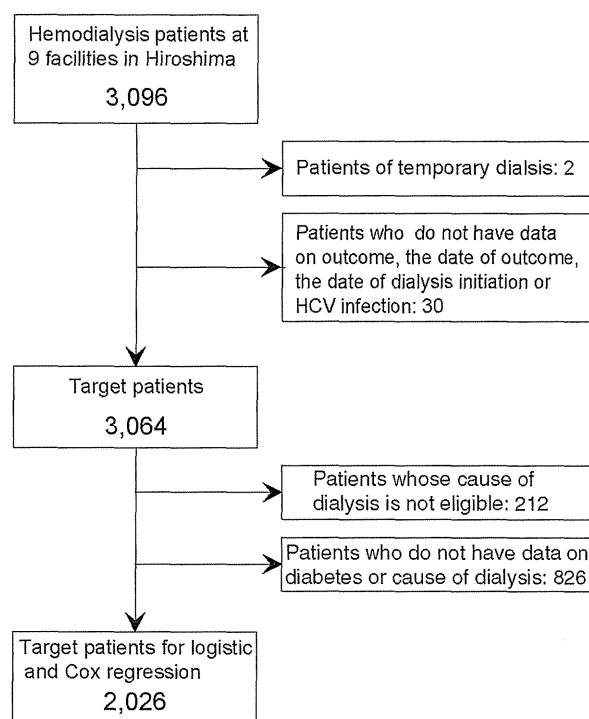 Hemodialysis patients at
9 facilities in Hiroshima
3,096
Patients of temporary dialsis: 2
Patients who do not have data
on outcome, the date of outcome,
the date of dialysis initiation or
HCV infection: 30
Target patients
3,064
Patients whose cause of
dialysis is not eligible: 212
Patients who do not have data on
diabetes or cause of dialysis: 826
Target patients for logistic
and Cox regression
2,026